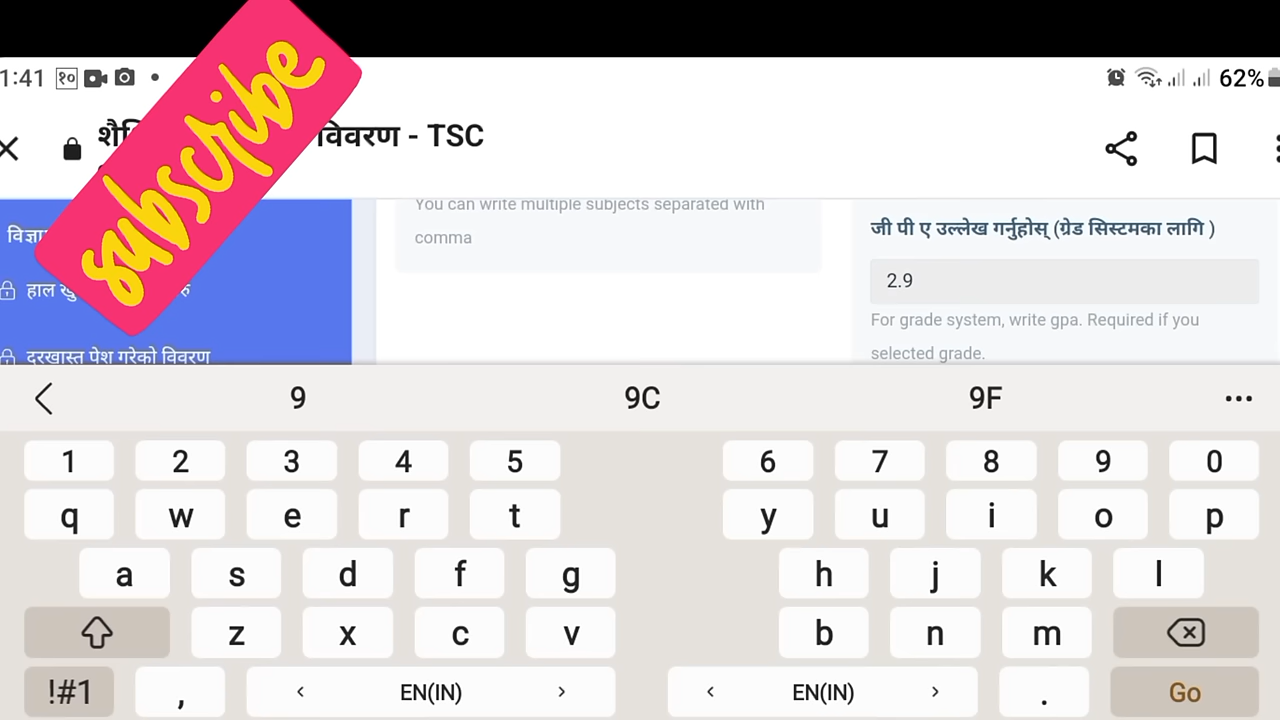 1:41 १० 62%
विवरण - TSC
subscribe
You can write multiple subjects separated with
comma
जी पी ए उल्लेख गर्नुहोस् (ग्रेड सिस्टमका लागि )
2.9
For grade system, write gpa. Required if you
selected grade.
हाल
दरखास्त पेश गरेको विवरण
9 9C 9F
1 2 3 4 5 6 7 8 9 0
q w e r t y u i o p
a s d f g h j k l
z x c v b n m
!#1 , < EN(IN) > < EN(IN) > . Go